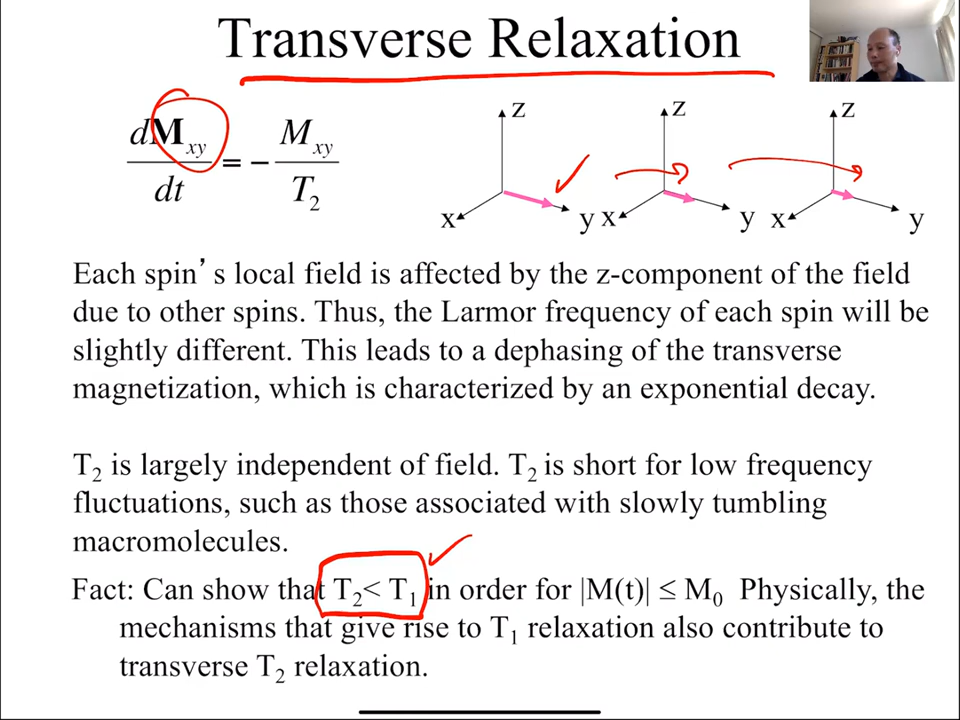 Transverse Relaxation
dM_xy/dt = − M_xy/T₂
z z z
x y x y x y
Each spin’s local field is affected by the z-component of the field
due to other spins. Thus, the Larmor frequency of each spin will be
slightly different. This leads to a dephasing of the transverse
magnetization, which is characterized by an exponential decay.
T₂ is largely independent of field. T₂ is short for low frequency
fluctuations, such as those associated with slowly tumbling
macromolecules.
Fact: Can show that T₂< T₁ in order for |M(t)| ≤ M₀ Physically, the
mechanisms that give rise to T₁ relaxation also contribute to
transverse T₂ relaxation.